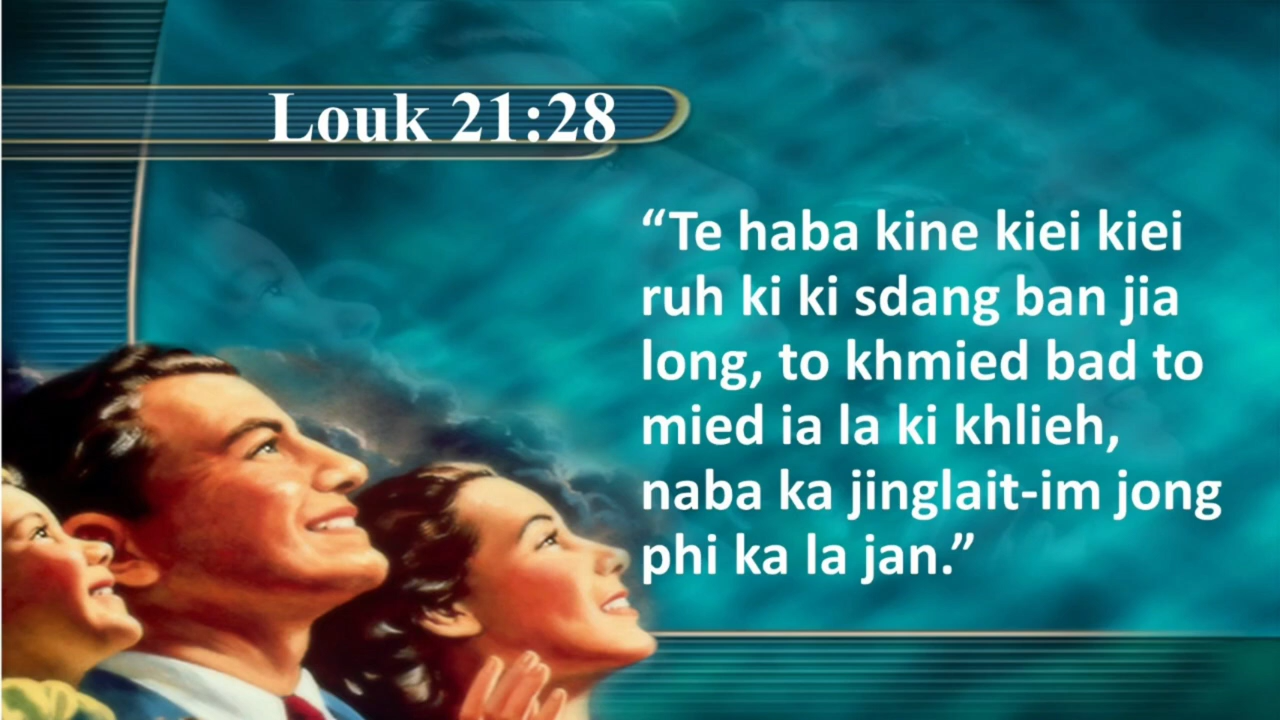 Louk 21:28
“Te haba kine kiei kiei
ruh ki ki sdang ban jia
long, to khmied bad to
mied ia la ki khlieh,
naba ka jinglait-im jong
phi ka la jan.”